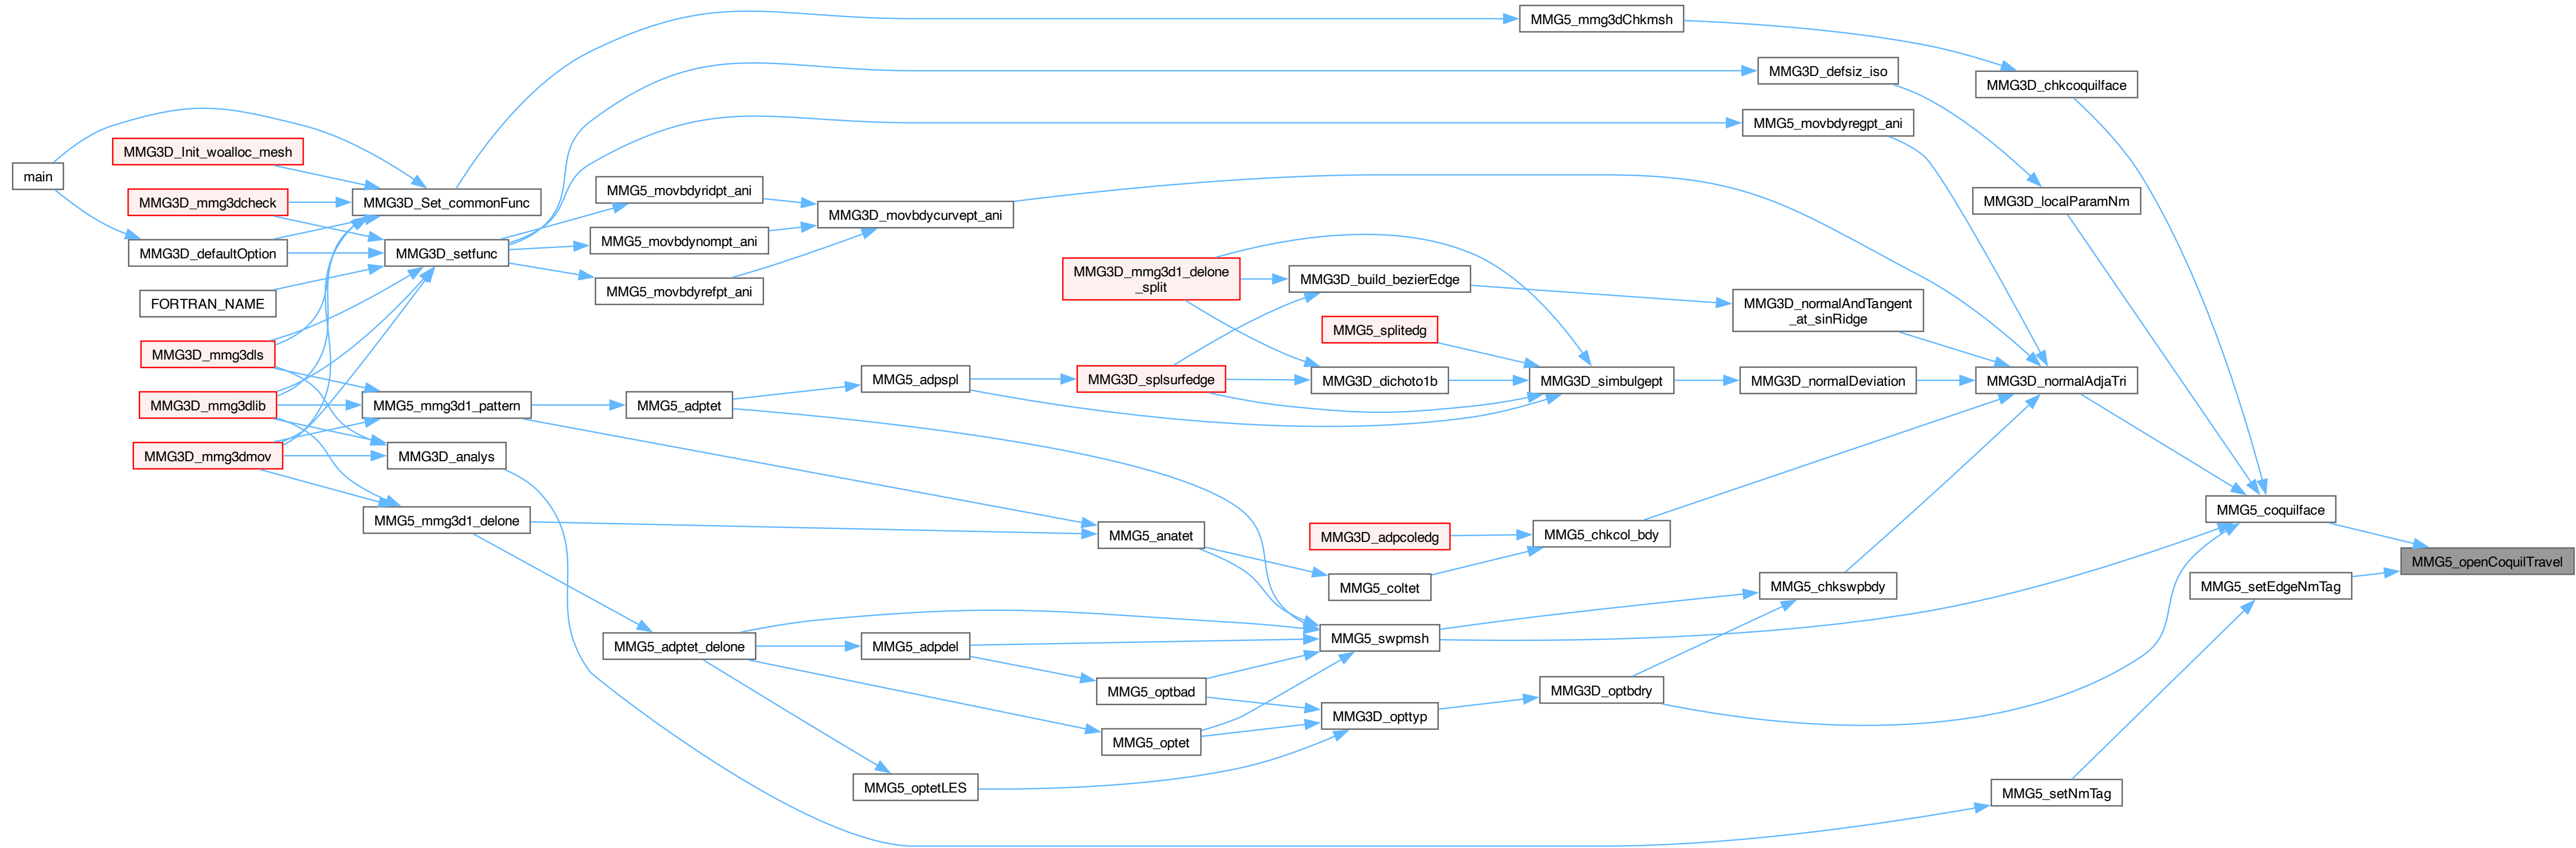 MMG5_mmg3dChkmsh
MMG3D_defsiz_iso
MMG3D_chkcoquilface
MMG5_movbdyregpt_ani
MMG3D_Init_woalloc_mesh
main
MMG3D_mmg3dcheck
MMG3D_Set_commonFunc
MMG5_movbdyridpt_ani
MMG3D_movbdycurvept_ani
MMG3D_localParamNm
MMG3D_defaultOption
MMG3D_setfunc
MMG5_movbdynompt_ani
MMG5_movbdyrefpt_ani
MMG3D_mmg3d1_delone
_split
MMG3D_build_bezierEdge
FORTRAN_NAME
MMG3D_normalAndTangent
_at_sinRidge
MMG5_splitedg
MMG3D_mmg3dls
MMG5_adpspl
MMG3D_splsurfedge
MMG3D_dichoto1b
MMG3D_simbulgept
MMG3D_normalDeviation
MMG3D_normalAdjaTri
MMG3D_mmg3dlib
MMG5_mmg3d1_pattern
MMG5_adptet
MMG3D_mmg3dmov
MMG3D_analys
MMG5_coquilface
MMG5_mmg3d1_delone
MMG5_anatet
MMG3D_adpcoledg
MMG5_chkcol_bdy
MMG5_openCoquilTravel
MMG5_coltet
MMG5_chkswpbdy
MMG5_setEdgeNmTag
MMG5_adptet_delone
MMG5_adpdel
MMG5_swpmsh
MMG5_optbad
MMG3D_optbdry
MMG3D_opttyp
MMG5_optet
MMG5_optetLES
MMG5_setNmTag